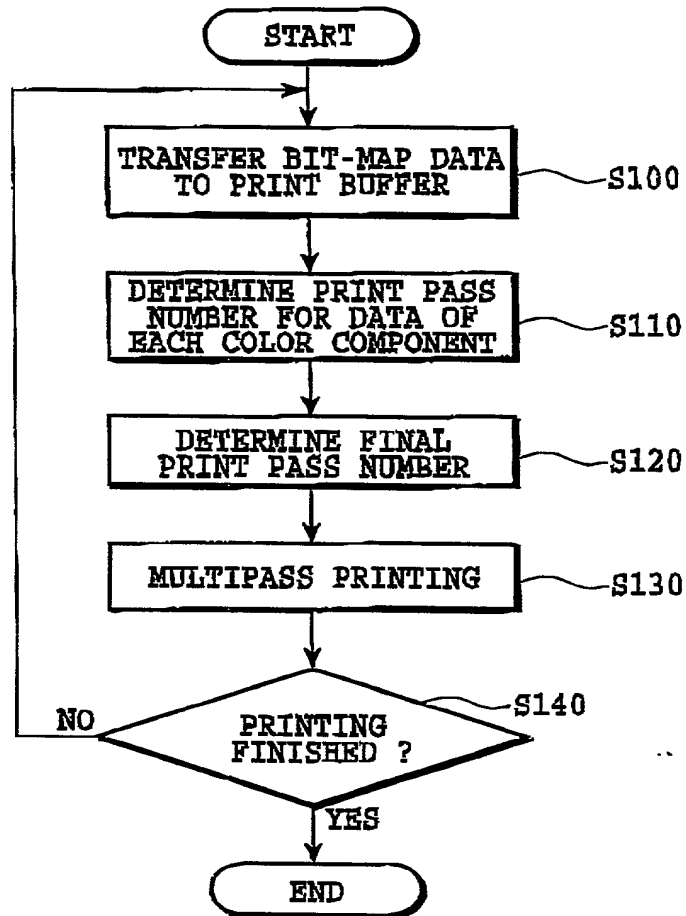 START
TRANSFER BIT-MAP DATA
TO PRINT BUFFER
S100
DETERMINE PRINT PASS
NUMBER FOR DATA OF
EACH COLOR COMPONENT
S110
DETERMINE FINAL
PRINT PASS NUMBER
S120
MULTIPASS PRINTING
S130
S140
NO
PRINTING
FINISHED ?
YES
END